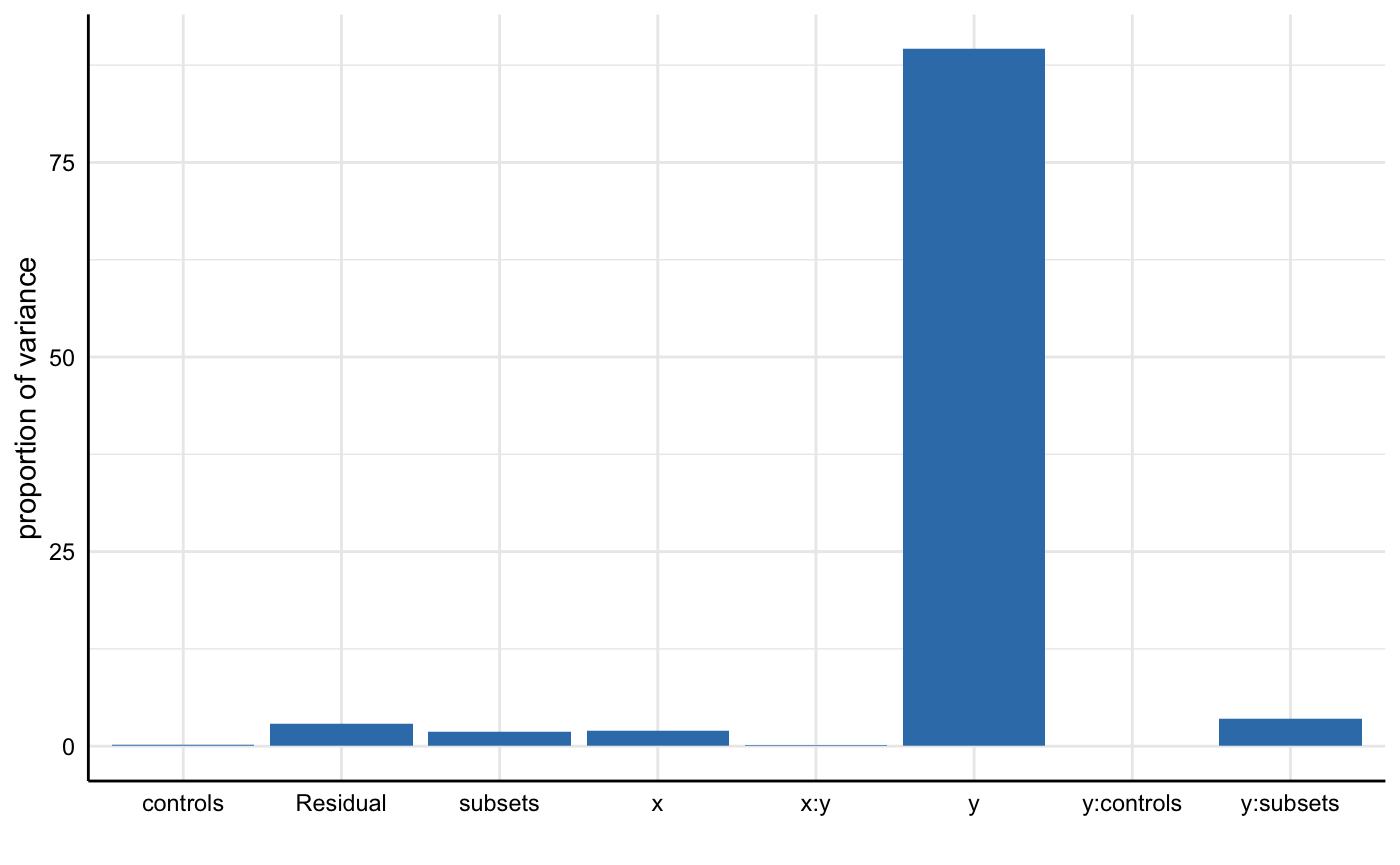 proportion of variance
75
50
25
0
controls
Residual
subsets
x
x:y
y
y:controls
y:subsets